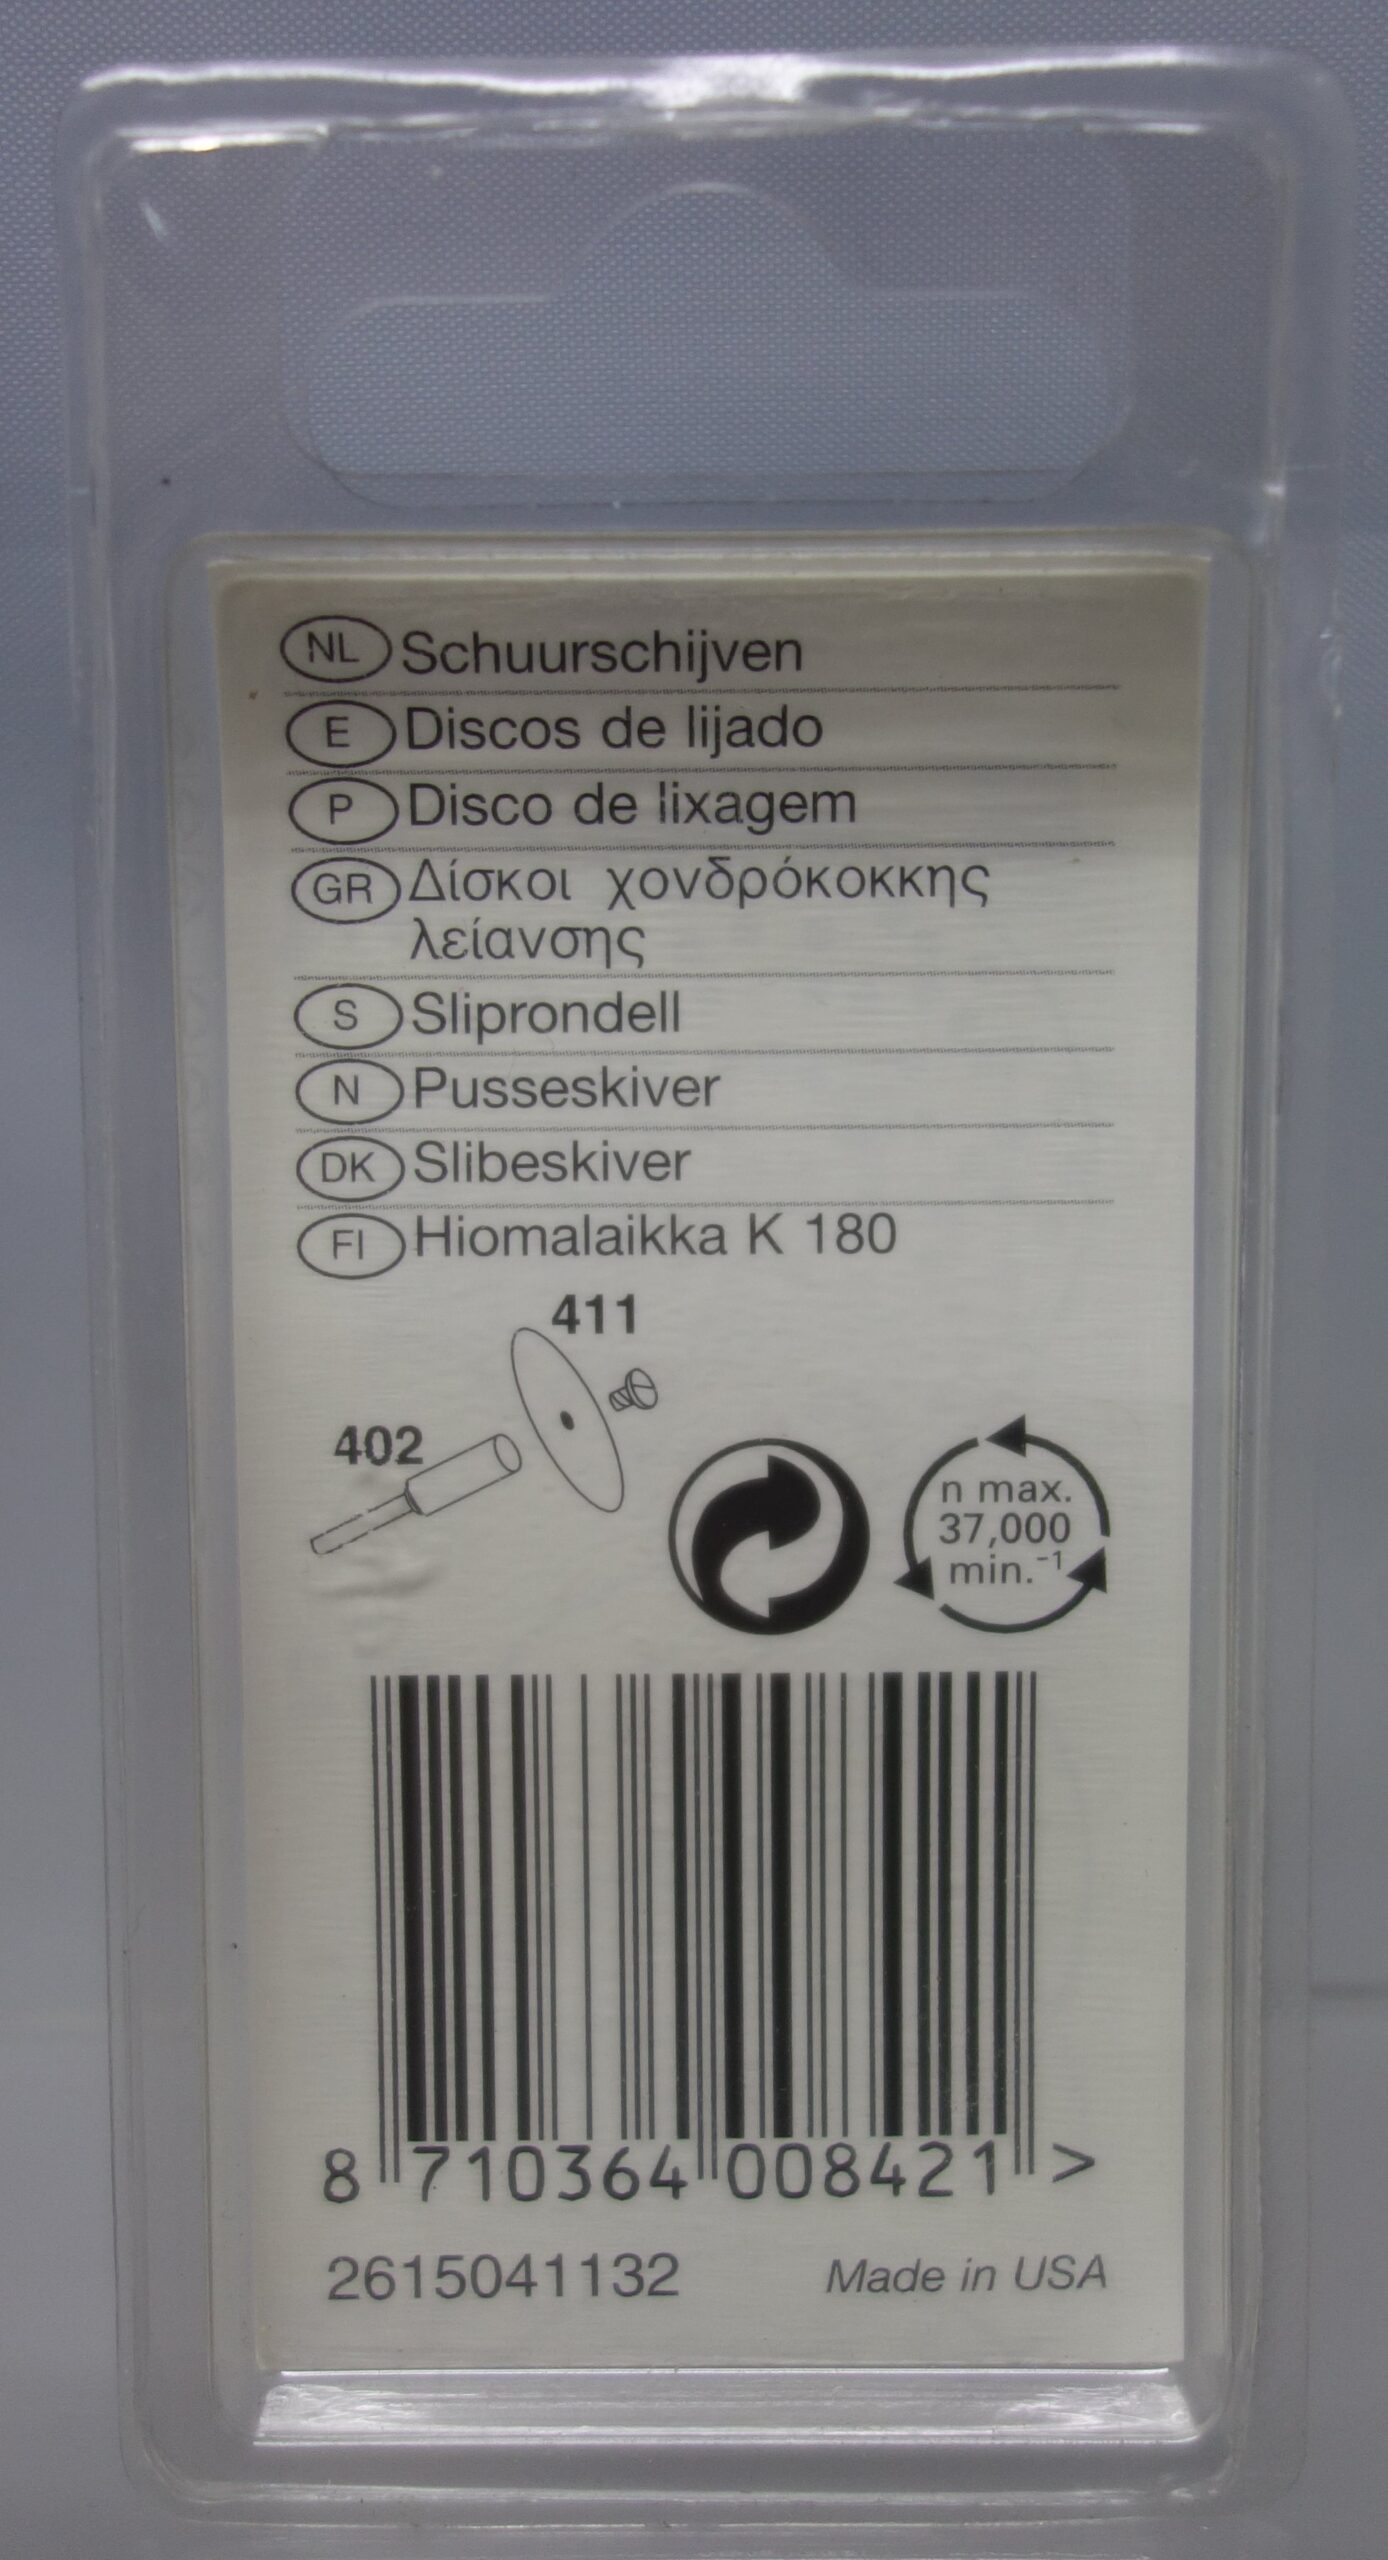 NL Schuurschijven
E Discos de lijado
P Disco de lixagem
GR Δίσκοι χονδρόκοκκης
λείανσης
S Sliprondell
N Pusseskiver
DK Slibeskiver
FI Hiomalaikka K 180
411
402
n max.
37,000
min.⁻¹
8 710364 008421 >
2615041132 Made in USA